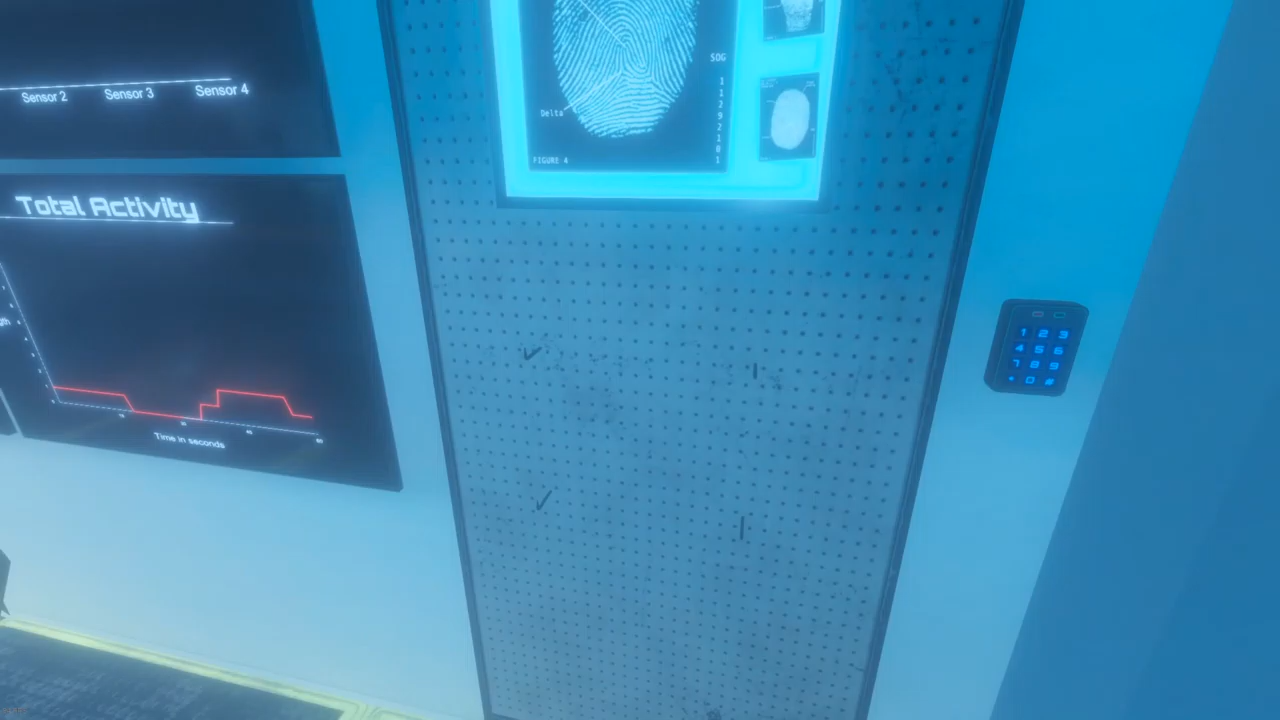 Sensor 2
Sensor 3
Sensor 4
Total Activity
Time in seconds
Delta
FIGURE 4
SOG
1
1
2
9
2
1
8
1
1 2 3
4 5 6
7 8 9
* 0 #